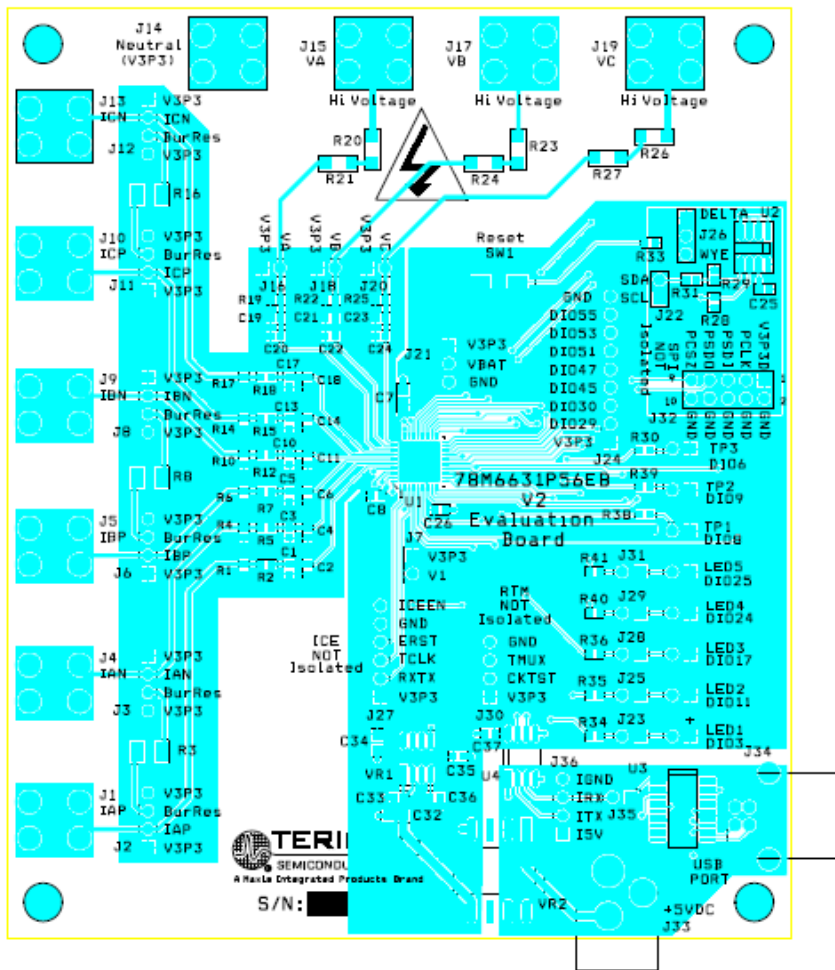 J14
Neutral
(V3P3)
J15
VA
J17
VB
J19
VC
Hi Voltage
Hi Voltage
Hi Voltage
J13
ICN
V3P3
ICN
BurRes
V3P3
J12
R16
R20
R21
R23
R24
R26
R27
J10
ICP
V3P3
BurRes
ICP
V3P3
J11
V3P3
VA
V3P3
VB
V3P3
VC
J16
J18
J20
R19
R22
R25
C19
C21
C23
C20
C22
C24
Reset
SW1
R33
DELTA
J26
WYE
U2
SDA
SCL
J22
R31
R29
R28
C25
GND
DIO55
DIO53
DIO51
DIO47
DIO45
DIO30
DIO29
V3P3
J24
Isolated
NOT
SPI
PCSZ
PSDO
PSDI
PCLK
V3P3D
1
10
2
J32
GND
GND
GND
GND
GND
J21
V3P3
VBAT
GND
C7
J9
IBN
V3P3
IBN
BurRes
V3P3
J8
R8
R17
R18
C17
C18
R14
R15
C13
C14
R10
R12
C10
C11
R6
R7
C5
C6
R4
R5
C3
C4
R1
R2
C1
C2
C8
U1
C26
78M6631P56EB
V2
Evaluation
Board
R30
TP3
DIO6
R39
TP2
DIO9
R38
TP1
DIO8
J5
IBP
V3P3
BurRes
IBP
V3P3
J6
J7
V3P3
V1
R41
J31
LED5
DIO25
R40
J29
LED4
DIO24
R36
J28
LED3
DIO17
R35
J25
LED2
DIO11
R34
J23
+
LED1
DIO3
ICE
NOT
Isolated
ICEEN
GND
ERST
TCLK
RXTX
V3P3
J27
RTM
NOT
Isolated
GND
TMUX
CKTST
V3P3
J30
J4
IAN
V3P3
IAN
BurRes
V3P3
J3
R3
C34
VR1
C35
C37
U4
C33
C36
C32
J36
IGND
IRX
ITX
I5V
J35
U3
J34
USB
PORT
J1
IAP
V3P3
BurRes
IAP
V3P3
J2
TERI
SEMICONDU
A Maxim Integrated Products Brand
S/N:
VR2
+5VDC
J33